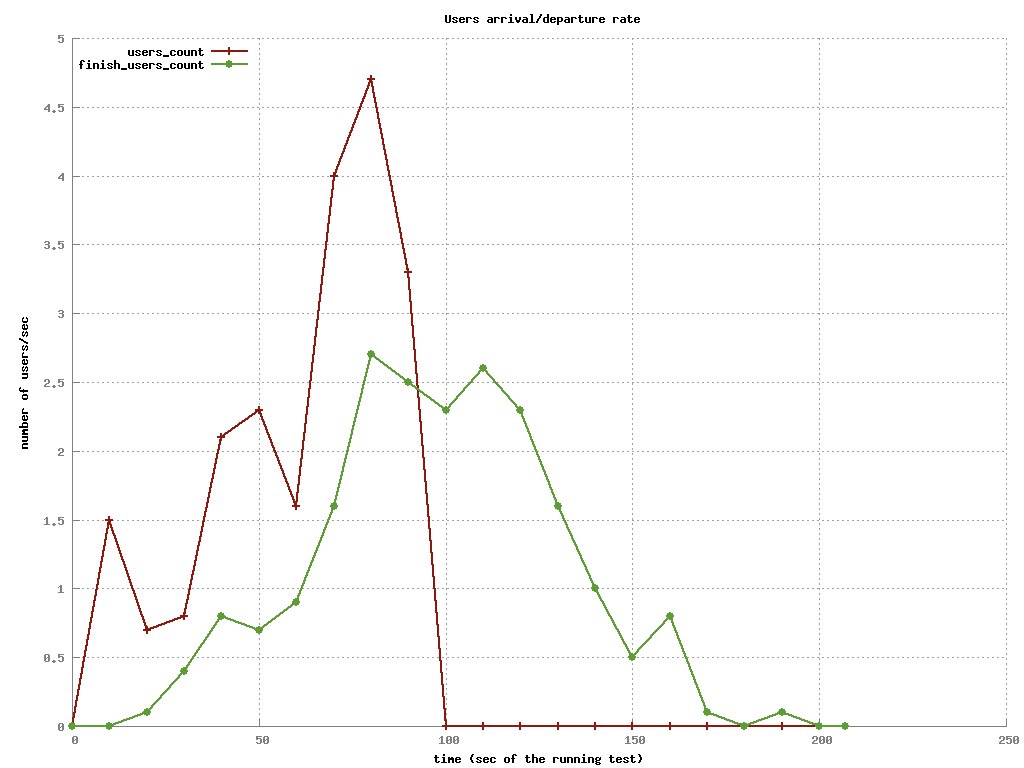 Users arrival/departure rate
users_count
finish_users_count
5
4.5
4
3.5
3
2.5
2
1.5
1
0.5
0
number of users/sec
0 50 100 150 200 250
time (sec of the running test)